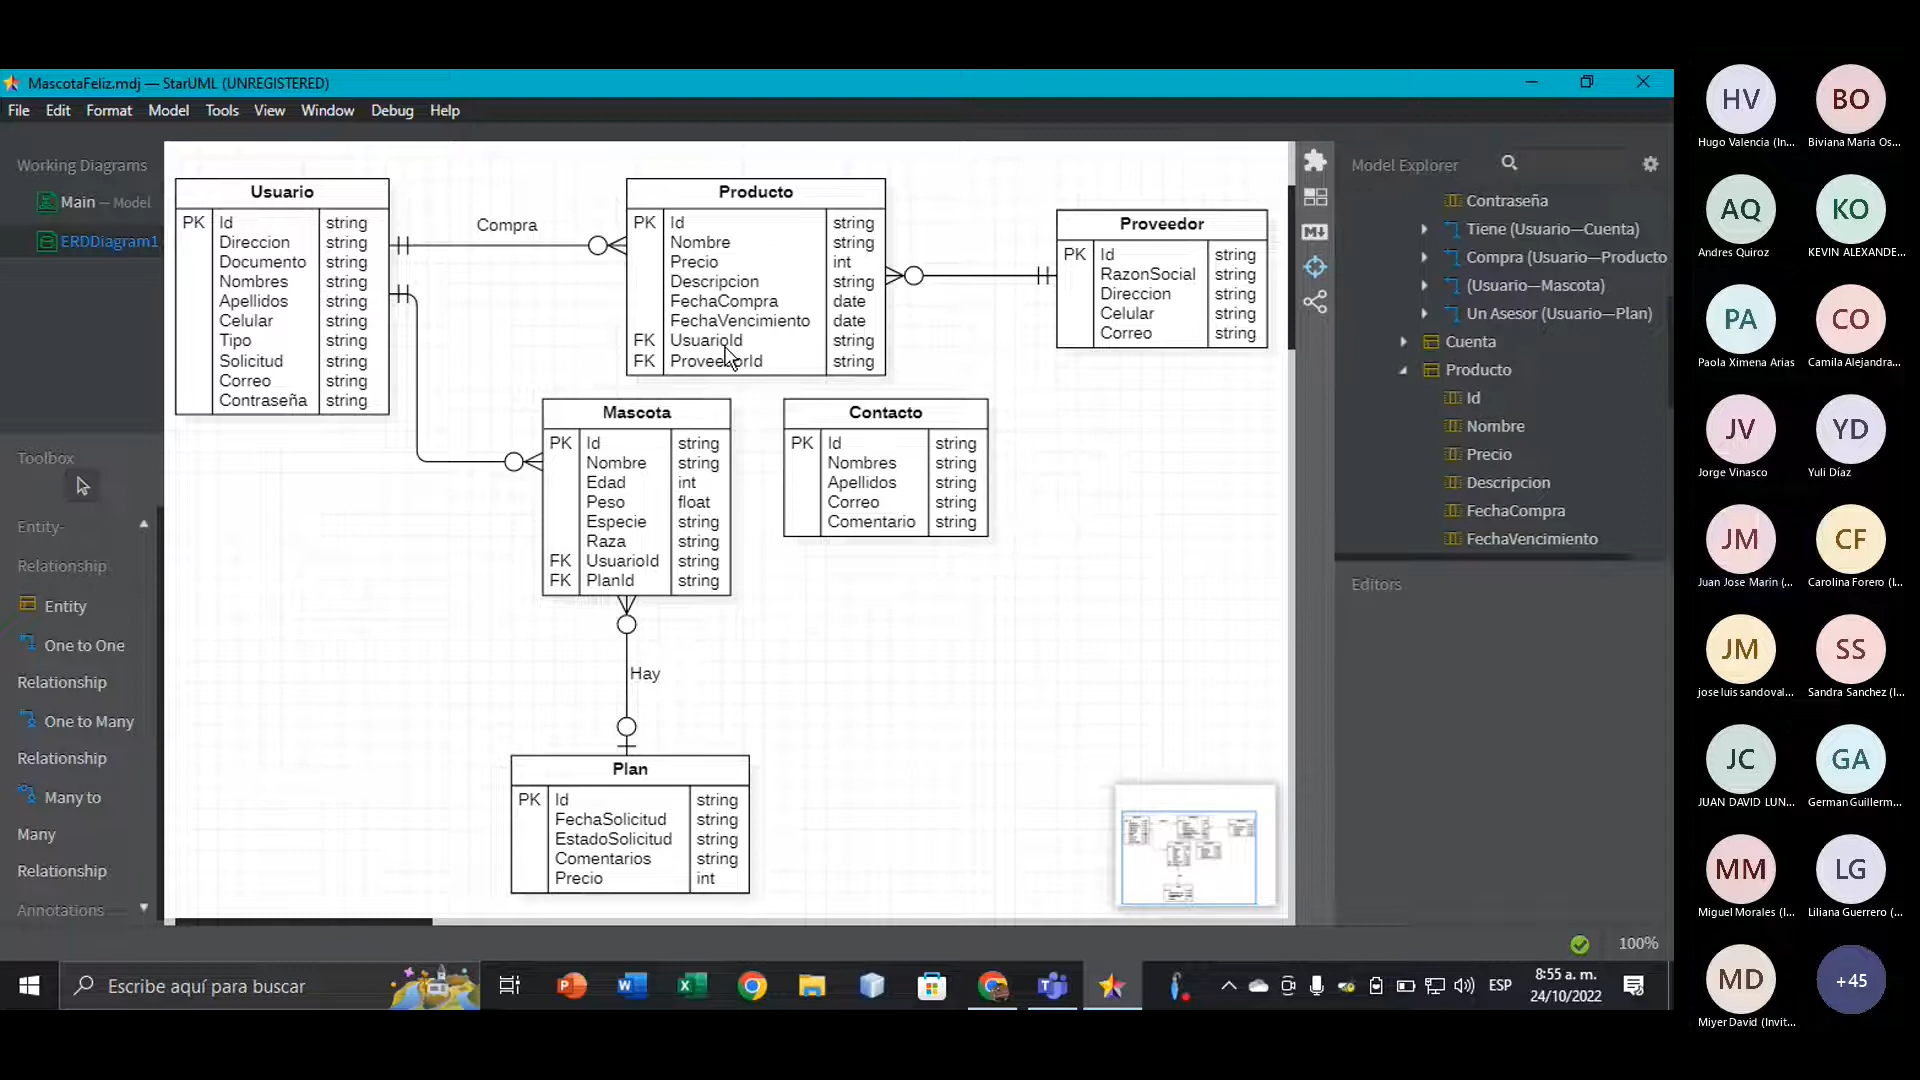 MascotaFeliz.mdj — StarUML (UNREGISTERED)
File Edit Format Model Tools View Window Debug Help
Working Diagrams
Main — Model
ERDDiagram1
Toolbox
Entity-
Relationship
Entity
One to One
Relationship
One to Many
Relationship
Many to
Many
Relationship
Annotations
Usuario
PK Id string
Direccion string
Documento string
Nombres string
Apellidos string
Celular string
Tipo string
Solicitud string
Correo string
Contraseña string
Compra
Producto
PK Id string
Nombre string
Precio int
Descripcion string
FechaCompra date
FechaVencimiento date
FK UsuarioId string
FK ProveedorId string
Proveedor
PK Id string
RazonSocial string
Direccion string
Celular string
Correo string
Mascota
PK Id string
Nombre string
Edad int
Peso float
Especie string
Raza string
FK UsuarioId string
FK PlanId string
Contacto
PK Id string
Nombres string
Apellidos string
Correo string
Comentario string
Hay
Plan
PK Id string
FechaSolicitud string
EstadoSolicitud string
Comentarios string
Precio int
M↓
Model Explorer
Contraseña
Tiene (Usuario—Cuenta)
Compra (Usuario—Producto
(Usuario—Mascota)
Un Asesor (Usuario—Plan)
Cuenta
Producto
Id
Nombre
Precio
Descripcion
FechaCompra
FechaVencimiento
Editors
100%
Escribe aquí para buscar
ESP
8:55 a. m.
24/10/2022
HV
Hugo Valencia (In...
BO
Biviana Maria Os...
AQ
Andres Quiroz
KO
KEVIN ALEXANDE...
PA
Paola Ximena Arias
CO
Camila Alejandra...
JV
Jorge Vinasco
YD
Yuli Díaz
JM
Juan Jose Marín (...
CF
Carolina Forero (I...
JM
jose luis sandoval...
SS
Sandra Sanchez (I...
JC
JUAN DAVID LUN...
GA
German Guillerm...
MM
Miguel Morales (I...
LG
Liliana Guerrero (...
MD
Miyer David (Invit...
+45